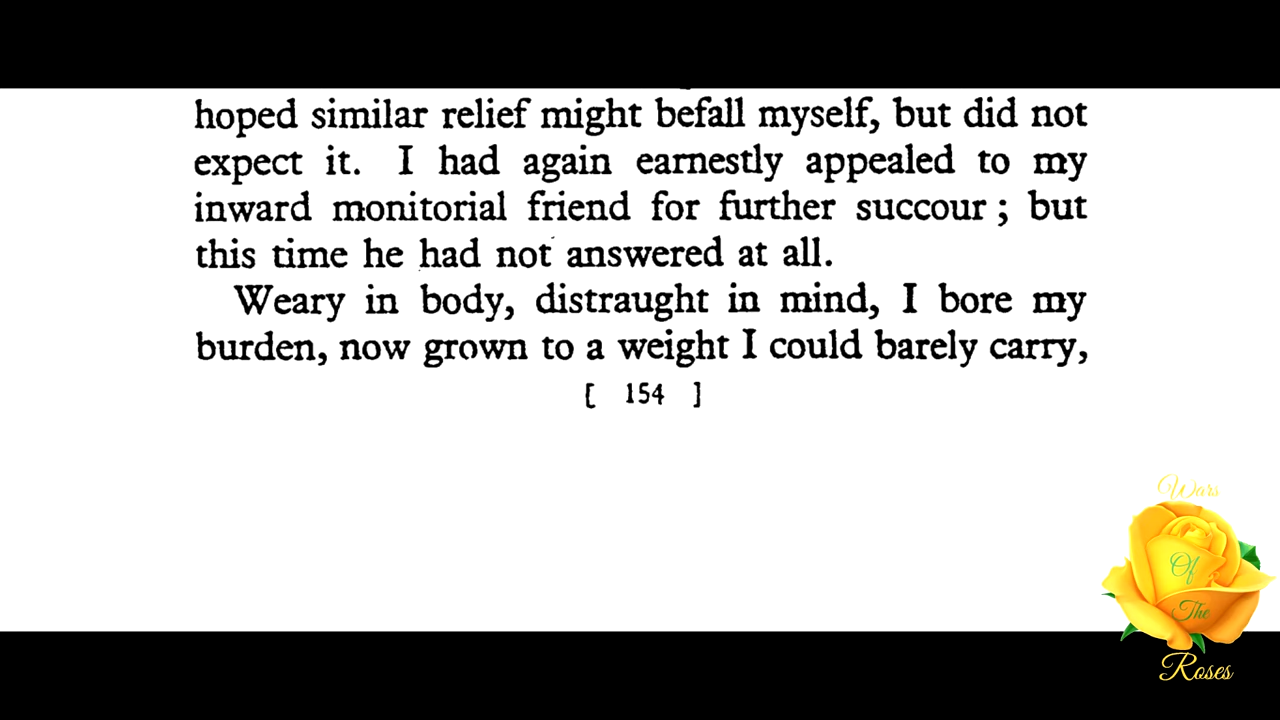 hoped similar relief might befall myself, but did not
expect it. I had again earnestly appealed to my
inward monitorial friend for further succour ; but
this time he had not answered at all.
Weary in body, distraught in mind, I bore my
burden, now grown to a weight I could barely carry,
[ 154 ]
Wars
Of
The
Roses